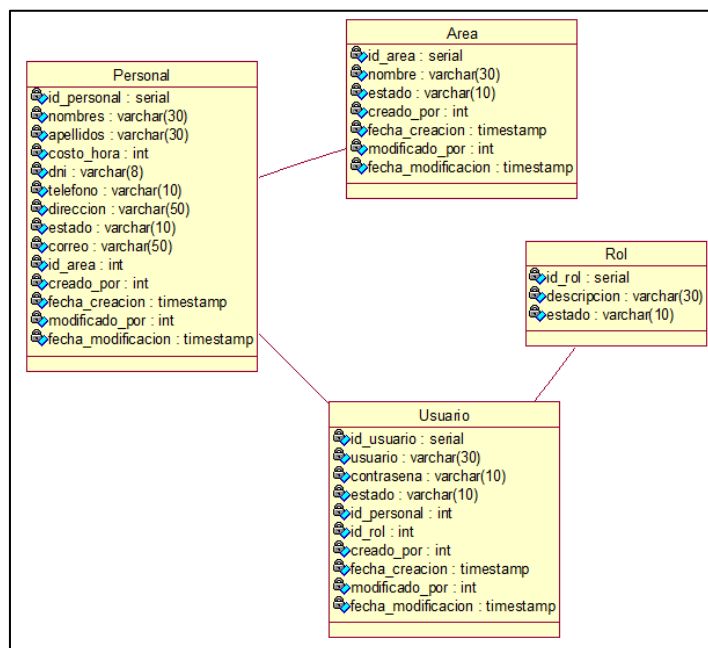 Personal
id_personal : serial
nombres : varchar(30)
apellidos : varchar(30)
costo_hora : int
dni : varchar(8)
telefono : varchar(10)
direccion : varchar(50)
estado : varchar(10)
correo : varchar(50)
id_area : int
creado_por : int
fecha_creacion : timestamp
modificado_por : int
fecha_modificacion : timestamp
Area
id_area : serial
nombre : varchar(30)
estado : varchar(10)
creado_por : int
fecha_creacion : timestamp
modificado_por : int
fecha_modificacion : timestamp
Rol
id_rol : serial
descripcion : varchar(30)
estado : varchar(10)
Usuario
id_usuario : serial
usuario : varchar(30)
contrasena : varchar(10)
estado : varchar(10)
id_personal : int
id_rol : int
creado_por : int
fecha_creacion : timestamp
modificado_por : int
fecha_modificacion : timestamp